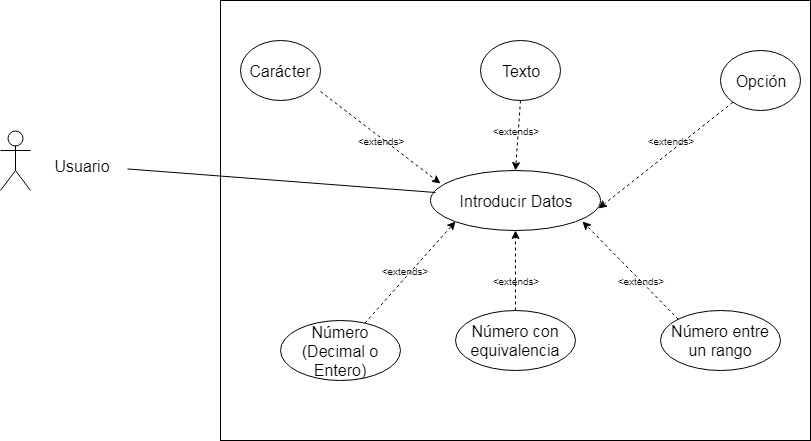 Carácter
Texto
Opción
<extends>
<extends>
<extends>
Usuario
Introducir Datos
<extends>
<extends>
<extends>
Número
(Decimal o
Entero)
Número con
equivalencia
Número entre
un rango